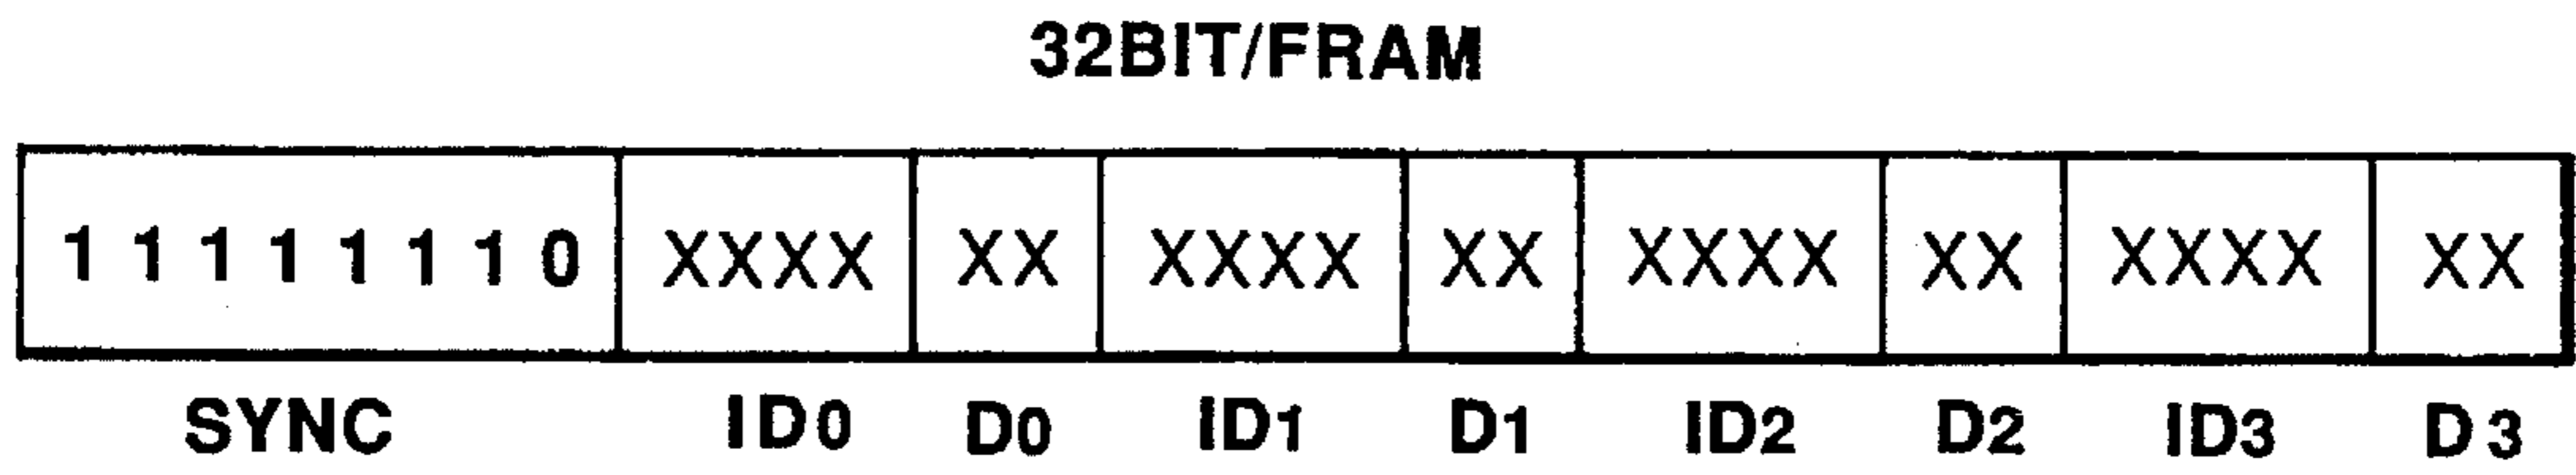 32BIT/FRAM
1 1 1 1 1 1 1 0 XXXX XX XXXX XX XXXX XX XXXX XX
SYNC ID0 D0 ID1 D1 ID2 D2 ID3 D3